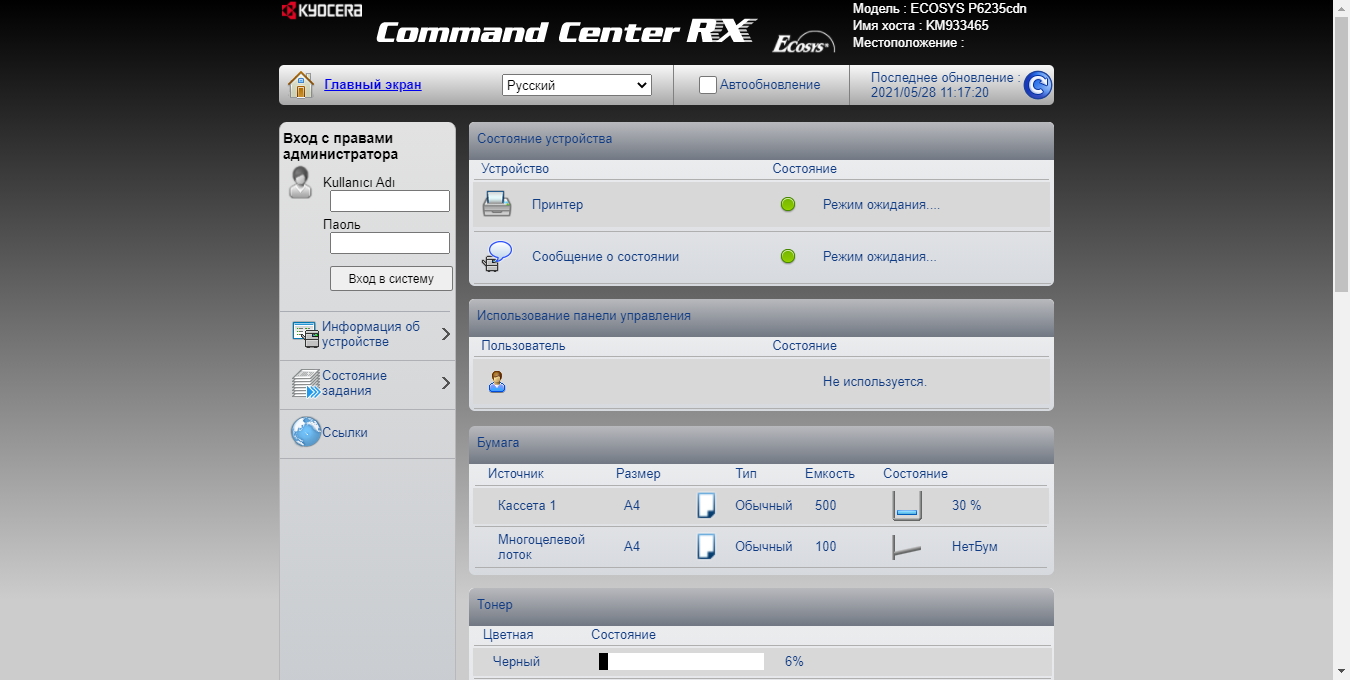 KYOCERA
Command Center RX
Ecosys
Модель : ECOSYS P6235cdn
Имя хоста : KM933465
Местоположение :
Главный экран
Русский
Автообновление
Последнее обновление :
2021/05/28 11:17:20
Вход с правами
администратора
Kullanıcı Adı
Паоль
Вход в систему
Информация об
устройстве
Состояние
задания
Ссылки
Состояние устройства
Устройство Состояние
Принтер Режим ожидания....
Сообщение о состоянии Режим ожидания...
Использование панели управления
Пользователь Состояние
Не используется.
Бумага
Источник Размер Тип Емкость Состояние
Кассета 1 A4 Обычный 500 30 %
Многоцелевой
лоток A4 Обычный 100 НетБум
Тонер
Цветная Состояние
Черный 6%